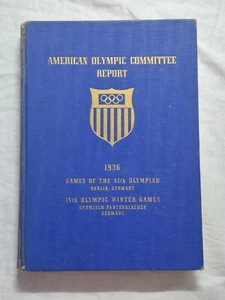 AMERICAN OLYMPIC COMMITTEE
REPORT
1936
GAMES OF THE XIth OLYMPIAD
BERLIN, GERMANY
IVth OLYMPIC WINTER GAMES
GARMISCH-PARTENKIRCHEN
GERMANY